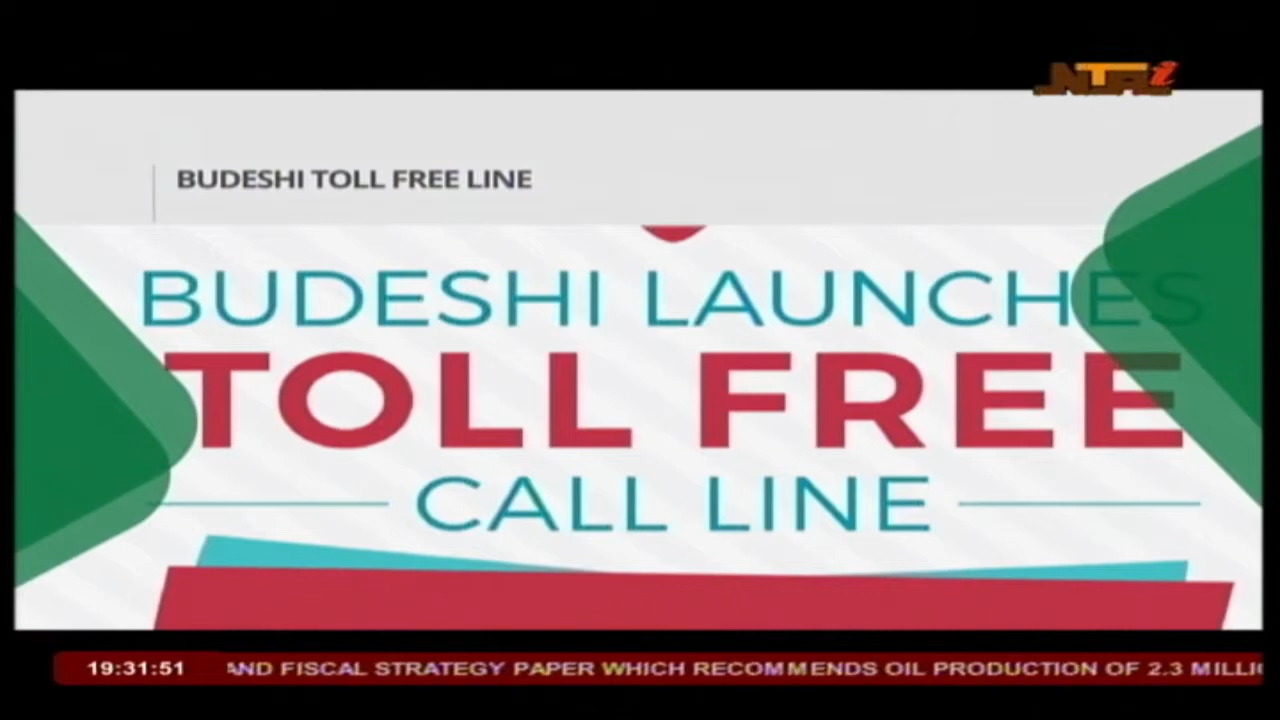 NTAi
BUDESHI TOLL FREE LINE
BUDESHI LAUNCHES
TOLL FREE
CALL LINE
19:31:51 AND FISCAL STRATEGY PAPER WHICH RECOMMENDS OIL PRODUCTION OF 2.3